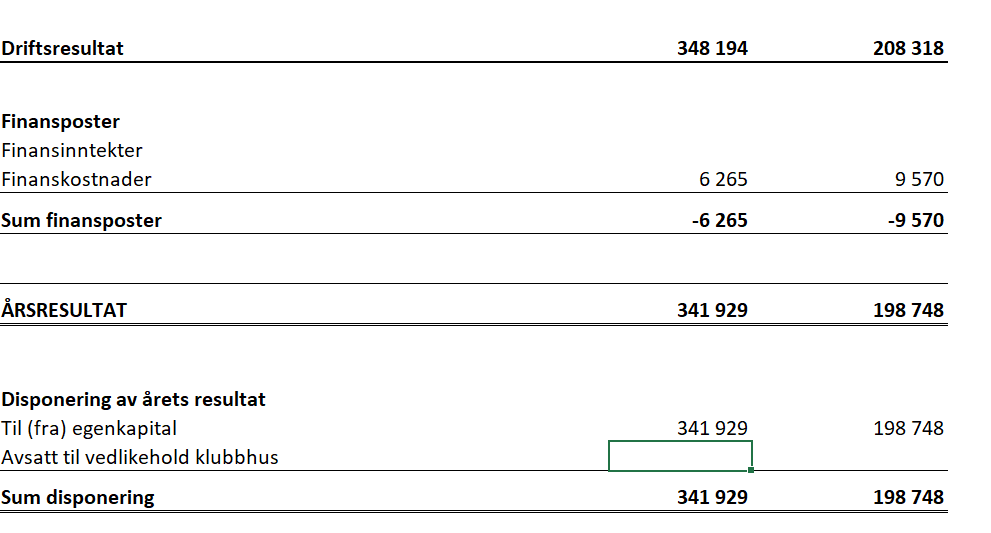 Driftsresultat 348 194 208 318
Finansposter
Finansinntekter
Finanskostnader 6 265 9 570
Sum finansposter -6 265 -9 570
ÅRSRESULTAT 341 929 198 748
Disponering av årets resultat
Til (fra) egenkapital 341 929 198 748
Avsatt til vedlikehold klubbhus
Sum disponering 341 929 198 748